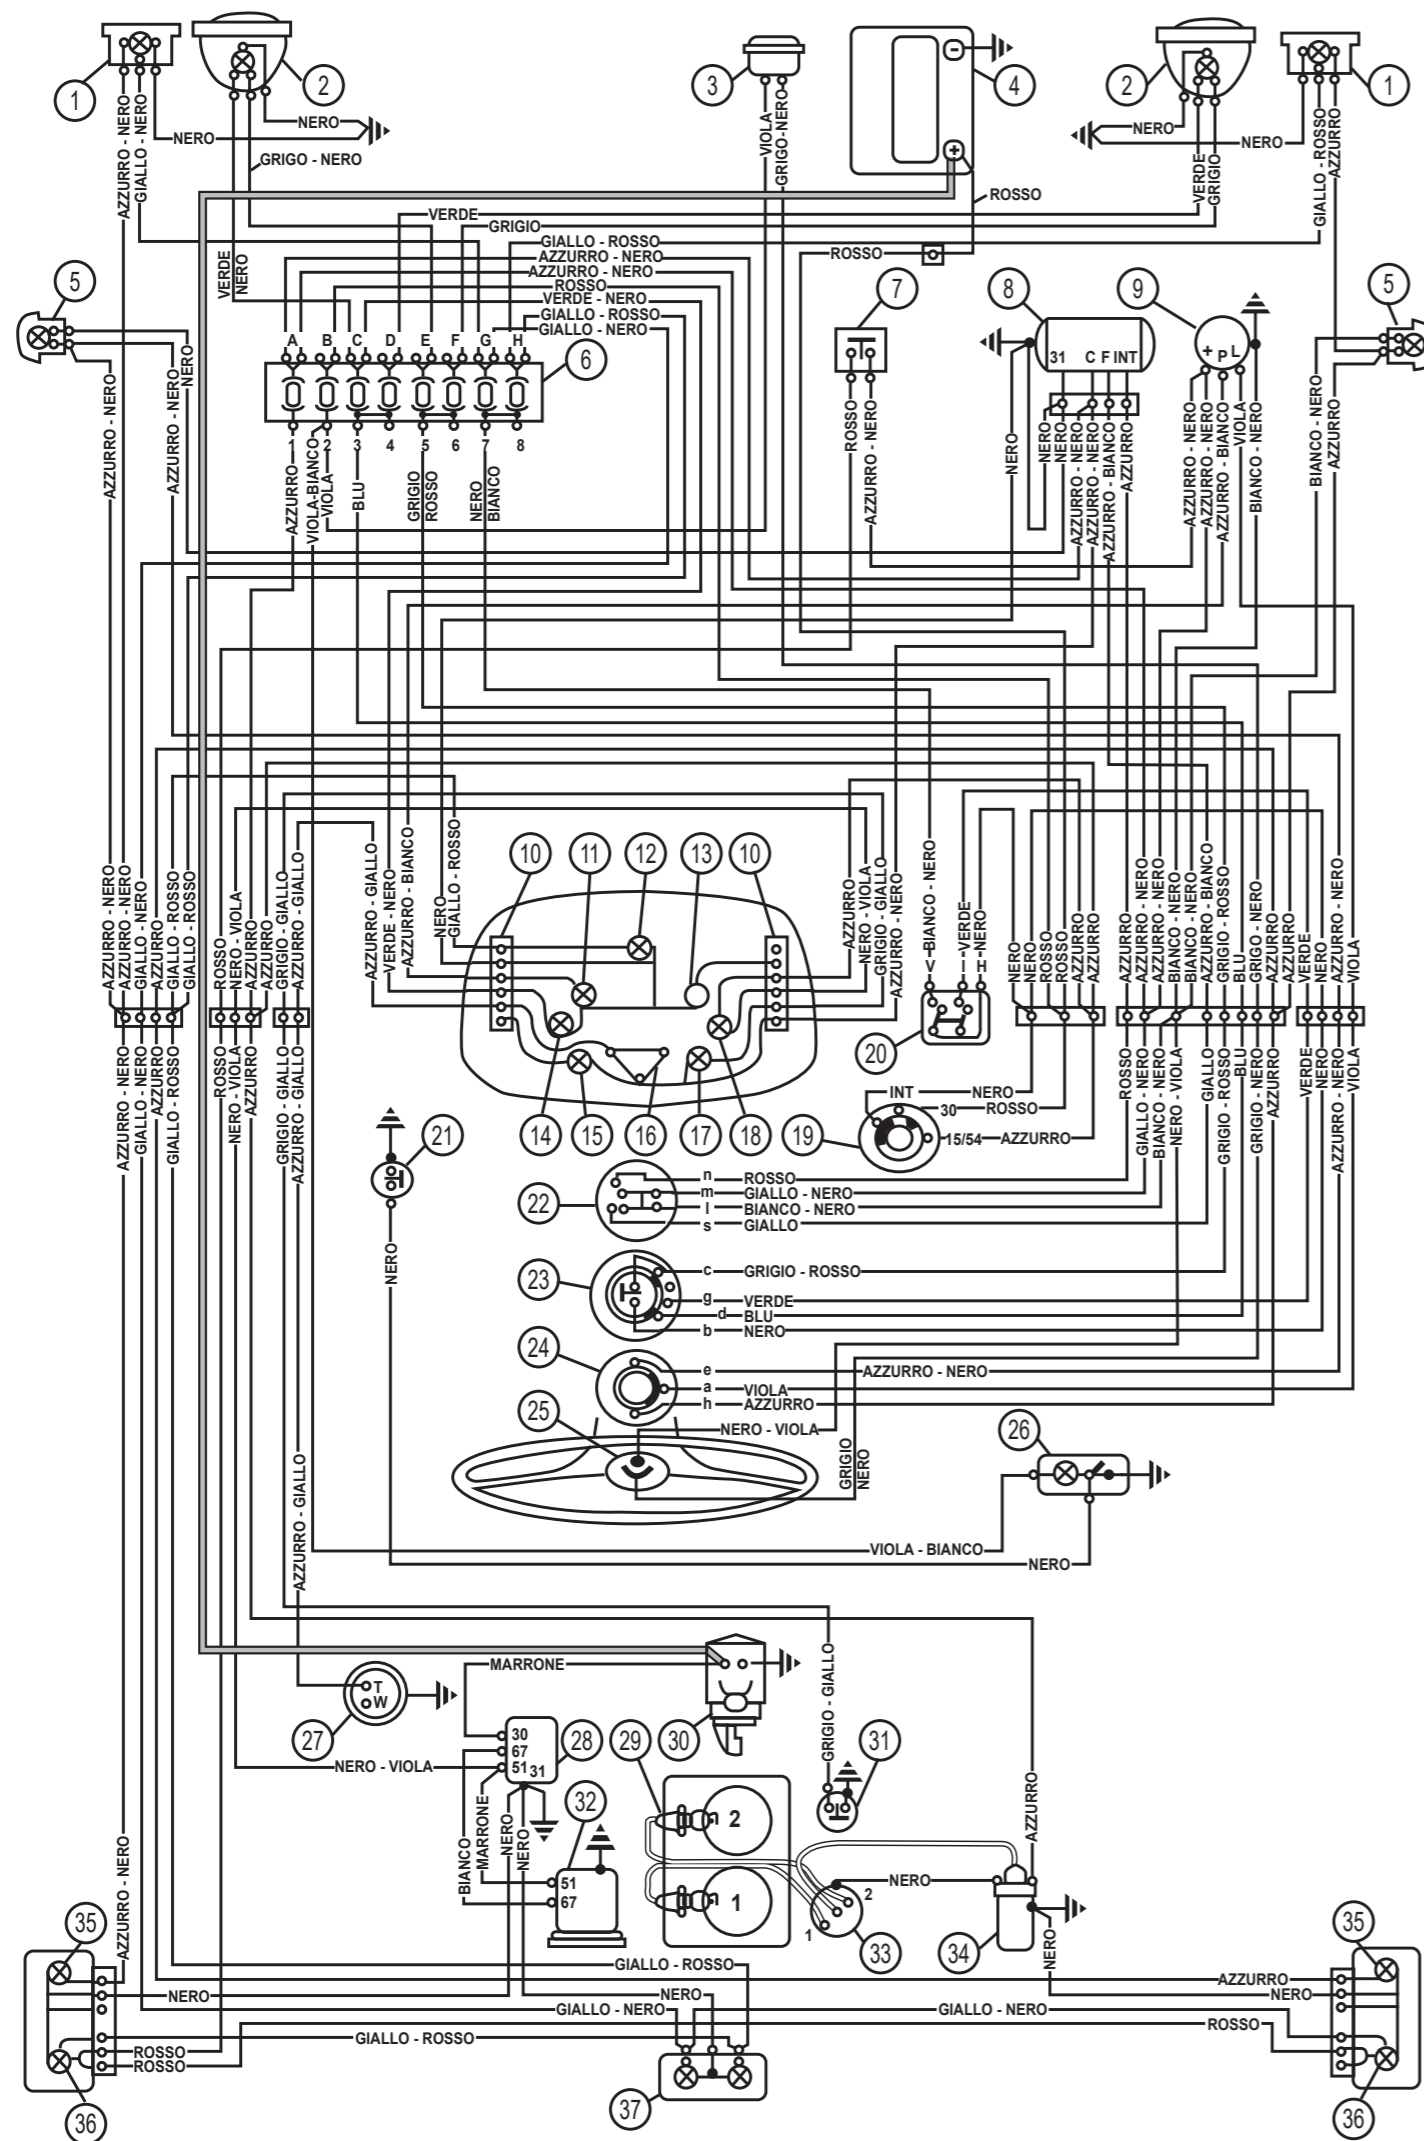 1
2
3
4
2
1
AZZURRO - NERO
GIALLO - NERO
NERO
NERO
GRIGO - NERO
VIOLA
GRIGO-NERO
-
+
ROSSO
NERO
NERO
VERDE
GRIGIO
GIALLO - ROSSO
AZZURRO
VERDE
NERO
VERDE
GRIGIO
GIALLO - ROSSO
AZZURRO - NERO
AZZURRO - NERO
ROSSO
VERDE - NERO
GIALLO - ROSSO
GIALLO - NERO
ROSSO
5
7
8
9
5
A B C D E F G H
6
31 C F INT
+ P L
1 2 3 4 5 6 7 8
AZZURRO - NERO
AZZURRO - NERO
NERO
AZZURRO
VIOLA-BIANCO
VIOLA
BLU
GRIGIO
ROSSO
NERO
BIANCO
ROSSO
AZZURRO - NERO
NERO
NERO
AZZURRO - NERO
AZZURRO - NERO
AZZURRO - BIANCO
AZZURRO
AZZURRO - NERO
AZZURRO - NERO
AZZURRO - BIANCO
VIOLA
BIANCO - NERO
BIANCO - NERO
AZZURRO
10
11
12
13
10
AZZURRO - NERO
AZZURRO - NERO
GIALLO - NERO
AZZURRO
GIALLO - ROSSO
GIALLO - ROSSO
ROSSO
NERO - VIOLA
AZZURRO
AZZURRO
GRIGIO - GIALLO
AZZURRO - GIALLO
AZZURRO - GIALLO
VERDE - NERO
AZZURRO - BIANCO
NERO
GIALLO - ROSSO
AZZURRO
NERO - VIOLA
GRIGIO - GIALLO
AZZURRO - NERO
V - BIANCO - NERO
I - VERDE
H - NERO
NERO
NERO
ROSSO
ROSSO
AZZURRO
AZZURRO
AZZURRO
AZZURRO - NERO
AZZURRO - NERO
BIANCO - NERO
BIANCO - NERO
AZZURRO - BIANCO
GRIGIO - ROSSO
BLU
GRIGO - NERO
AZZURRO
AZZURRO
VERDE
NERO
AZZURRO - NERO
VIOLA
20
14
15
16
17
18
19
INT
NERO
30
ROSSO
15/54
AZZURRO
AZZURRO - NERO
GIALLO - NERO
AZZURRO
GIALLO - ROSSO
ROSSO
NERO - VIOLA
AZZURRO
GRIGIO - GIALLO
AZZURRO - GIALLO
ROSSO
GIALLO - NERO
BIANCO - NERO
NERO - VIOLA
GIALLO
GRIGIO - ROSSO
BLU
GRIGIO - NERO
AZZURRO
VERDE
NERO
AZZURRO - NERO
VIOLA
21
NERO
22
n ROSSO
m GIALLO - NERO
l BIANCO - NERO
s GIALLO
23
c GRIGIO - ROSSO
g VERDE
d BLU
b NERO
24
e AZZURRO - NERO
a VIOLA
h AZZURRO
25
NERO - VIOLA
GRIGIO
NERO
26
AZZURRO - GIALLO
VIOLA - BIANCO
NERO
MARRONE
T
W
27
30
67
51 31
28
29
30
31
GRIGIO - GIALLO
AZZURRO
NERO - VIOLA
32
BIANCO
MARRONE
NERO
NERO
51
67
2
1
NERO
2
1
33
34
NERO
AZZURRO - NERO
35
35
GIALLO - ROSSO
AZZURRO
NERO
NERO
NERO
GIALLO - NERO
GIALLO - NERO
ROSSO
GIALLO - ROSSO
ROSSO
ROSSO
36
37
36